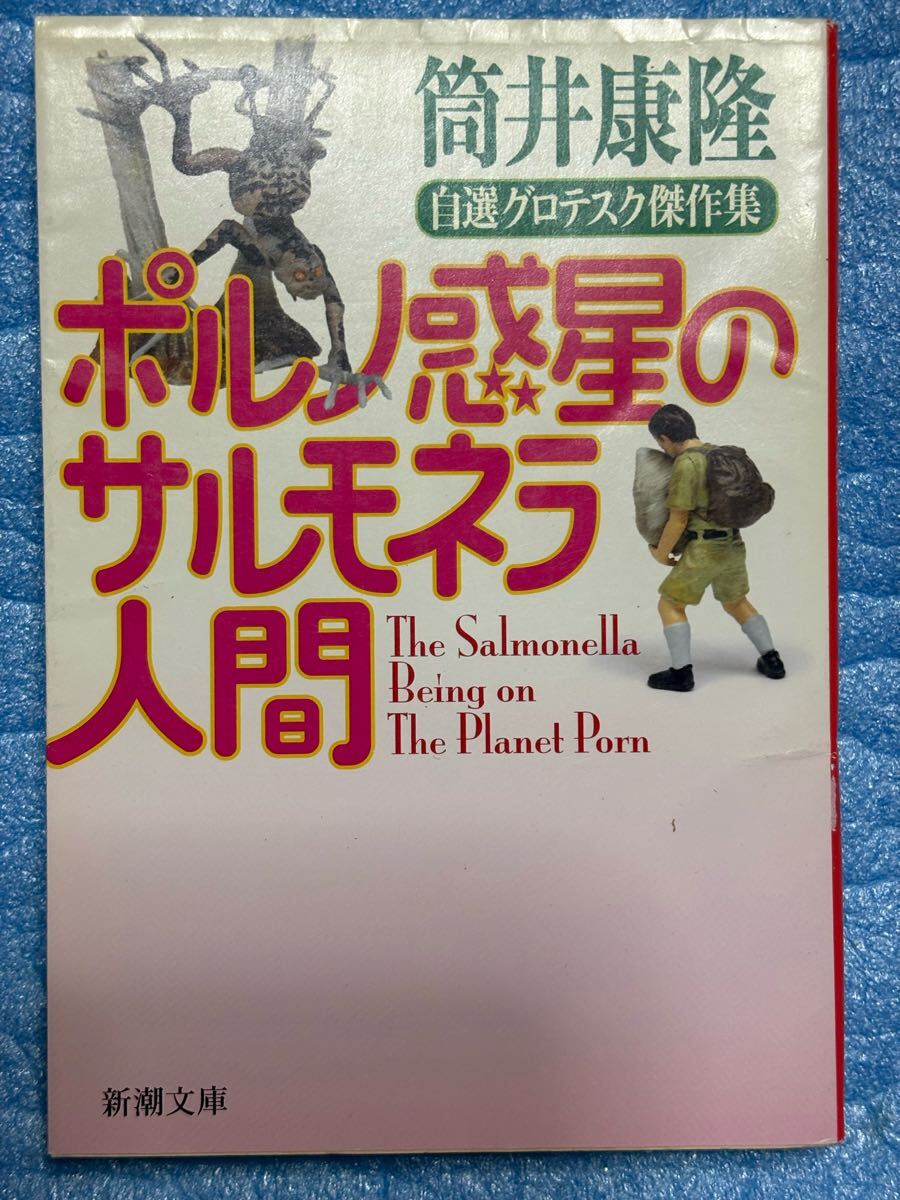 筒井康隆
自選グロテスク傑作集
ポルノ惑星の
サルモネラ
人間
The Salmonella
Being on
The Planet Porn
新潮文庫